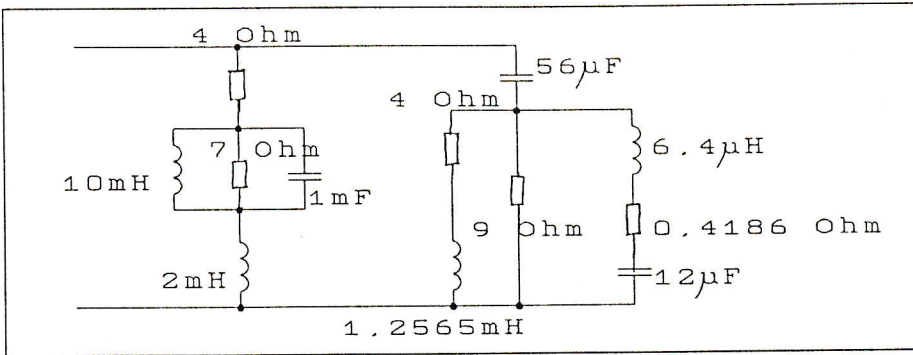 4 Ohm
56µF
4 Ohm
7 Ohm
6.4µH
10mH
1mF
9 Ohm
0.4186 Ohm
2mH
12µF
1.2565mH